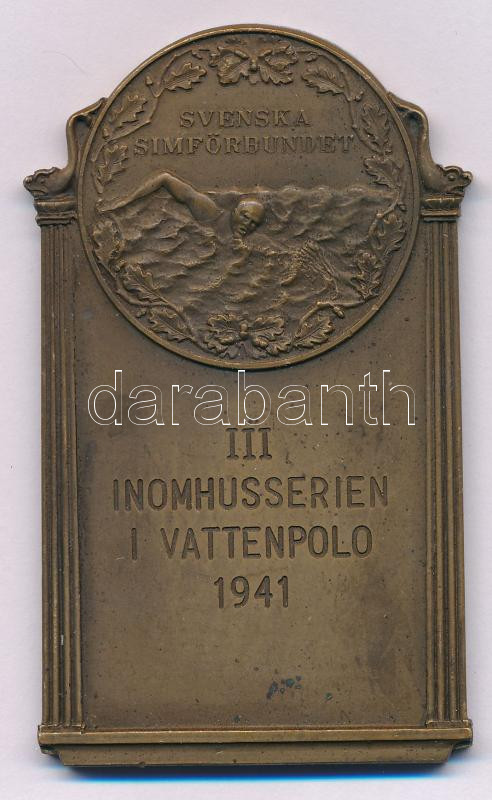 SVENSKA
SIMFÖRBUNDET
darabanth
III
INOMHUSSERIEN
I VATTENPOLO
1941